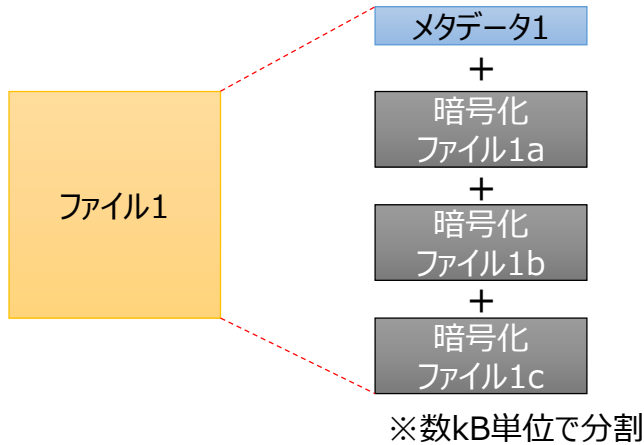 メタデータ1
+
暗号化
ファイル1a
+
ファイル1
暗号化
ファイル1b
+
暗号化
ファイル1c
※数kB単位で分割